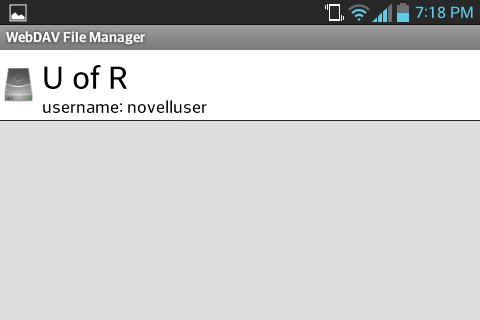 7:18 PM
WebDAV File Manager
U of R
username: novelluser